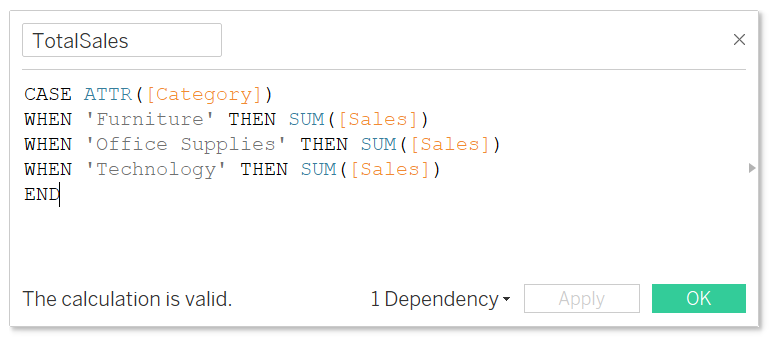 TotalSales
CASE ATTR([Category])
WHEN 'Furniture' THEN SUM([Sales])
WHEN 'Office Supplies' THEN SUM([Sales])
WHEN 'Technology' THEN SUM([Sales])
END
The calculation is valid. 1 Dependency Apply OK